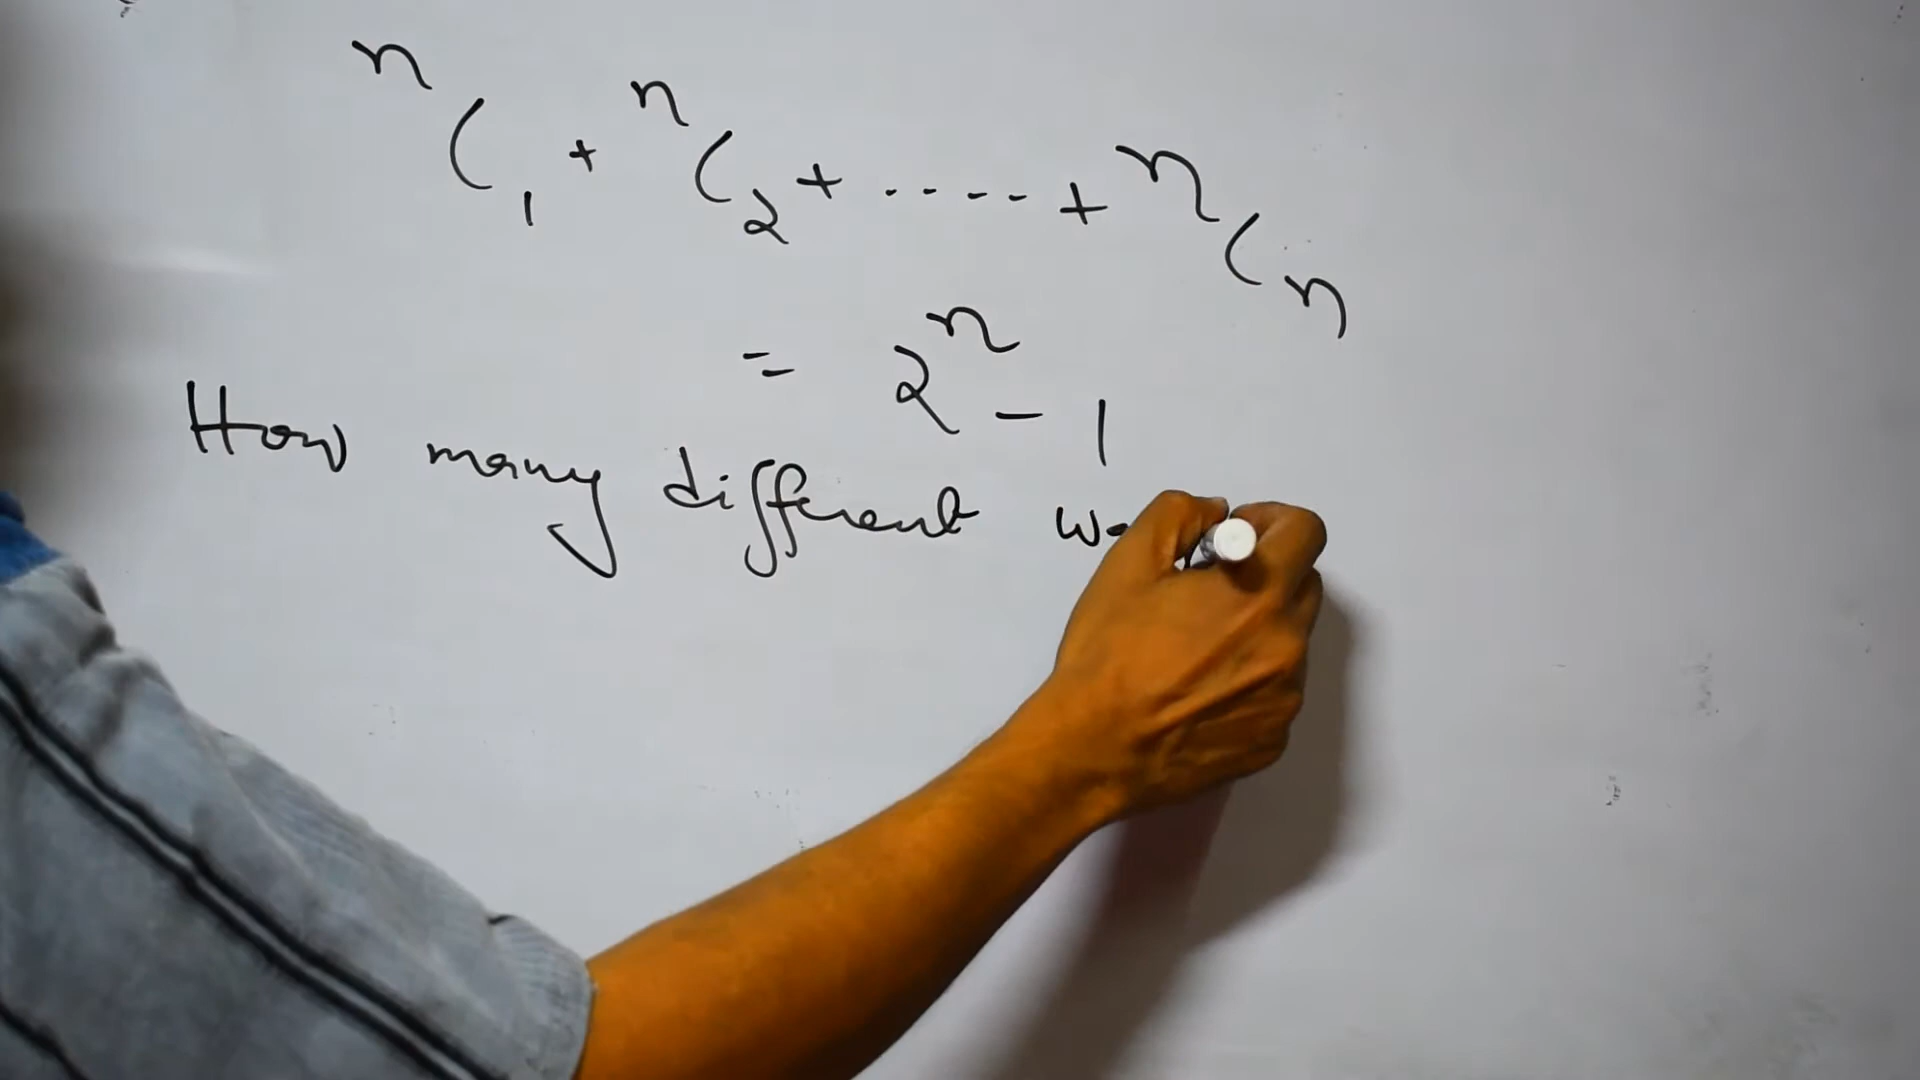 ⁿC₁ + ⁿC₂ + ---- + ⁿCₙ
= 2ⁿ - 1
How many different